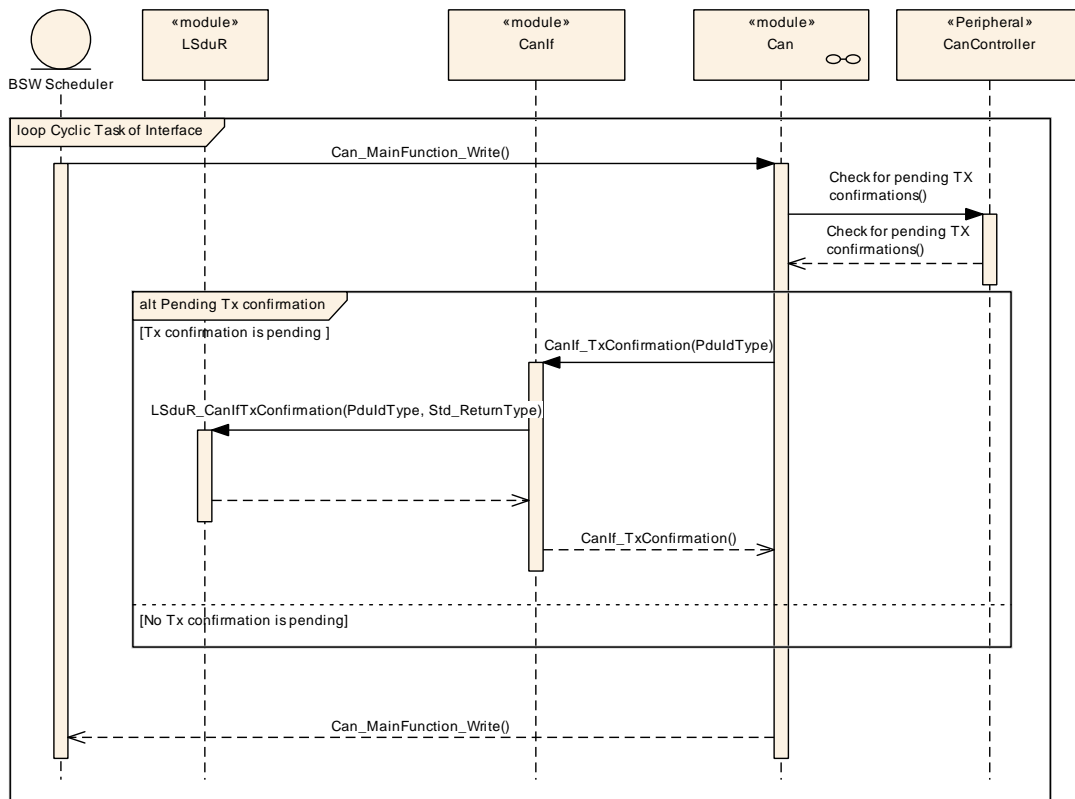 «module»
LSduR
«module»
CanIf
«module»
Can
«Peripheral»
CanController
BSW Scheduler
loop Cyclic Task of Interface
Can_MainFunction_Write()
Check for pending TX
confirmations()
Check for pending TX
confirmations()
alt Pending Tx confirmation
[Tx confirmation is pending ]
CanIf_TxConfirmation(PduIdType)
LSduR_CanIfTxConfirmation(PduIdType, Std_ReturnType)
CanIf_TxConfirmation()
[No Tx confirmation is pending]
Can_MainFunction_Write()